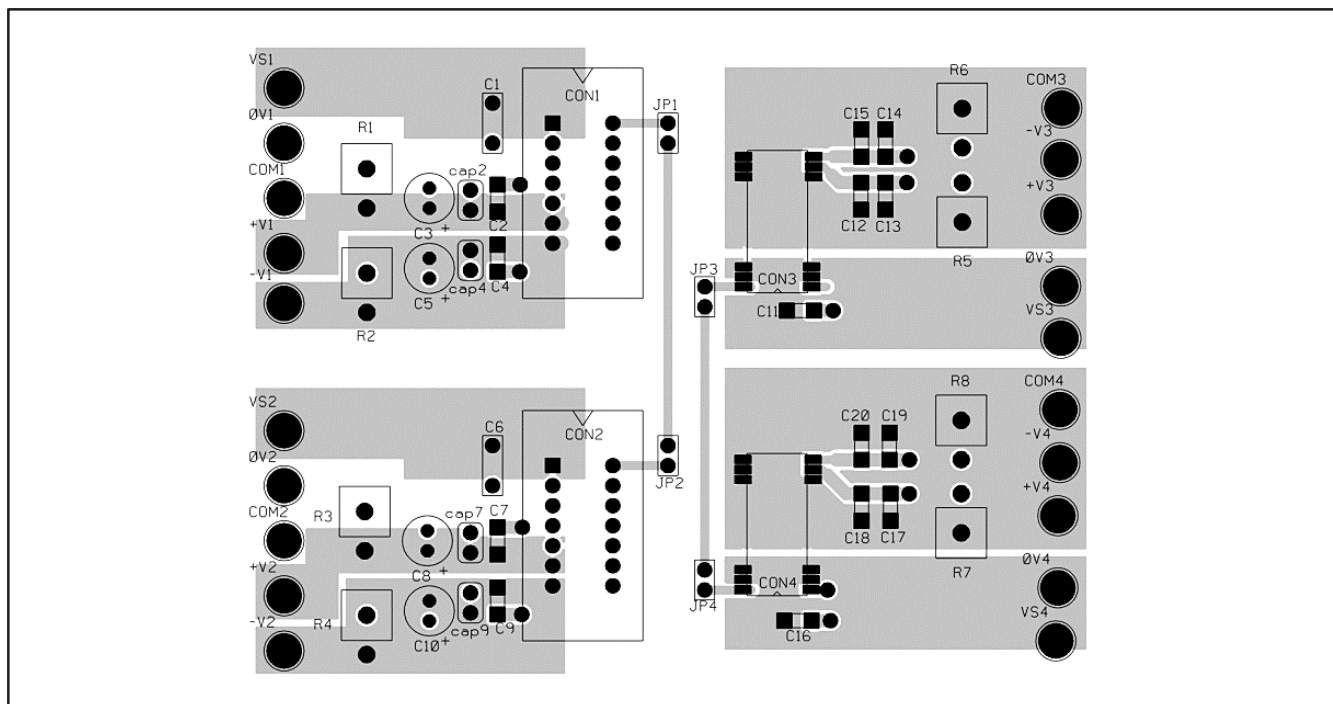 VS1
C1
CON1
JP1
ØV1
R1
COM1
cap2
C2
C3
+
+V1
-V1
cap4
C4
C5
+
R2
R6
COM3
C15
C14
-V3
+V3
C12
C13
R5
ØV3
JP3
CON3
C11
VS3
VS2
C6
CON2
ØV2
JP2
R3
COM2
C7
cap7
C8
+
+V2
R4
-V2
C10
+
cap9
C9
R8
COM4
C20
C19
-V4
+V4
C18
C17
R7
ØV4
CON4
JP4
VS4
C16